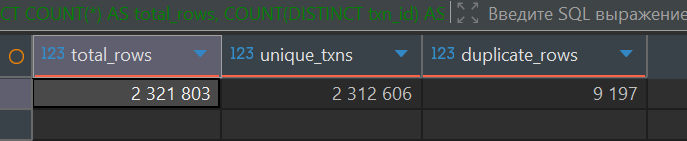 CT COUNT(*) AS total_rows, COUNT(DISTINCT txn_id) AS Введите SQL выражение
123 total_rows 123 unique_txns 123 duplicate_rows
2 321 803 2 312 606 9 197